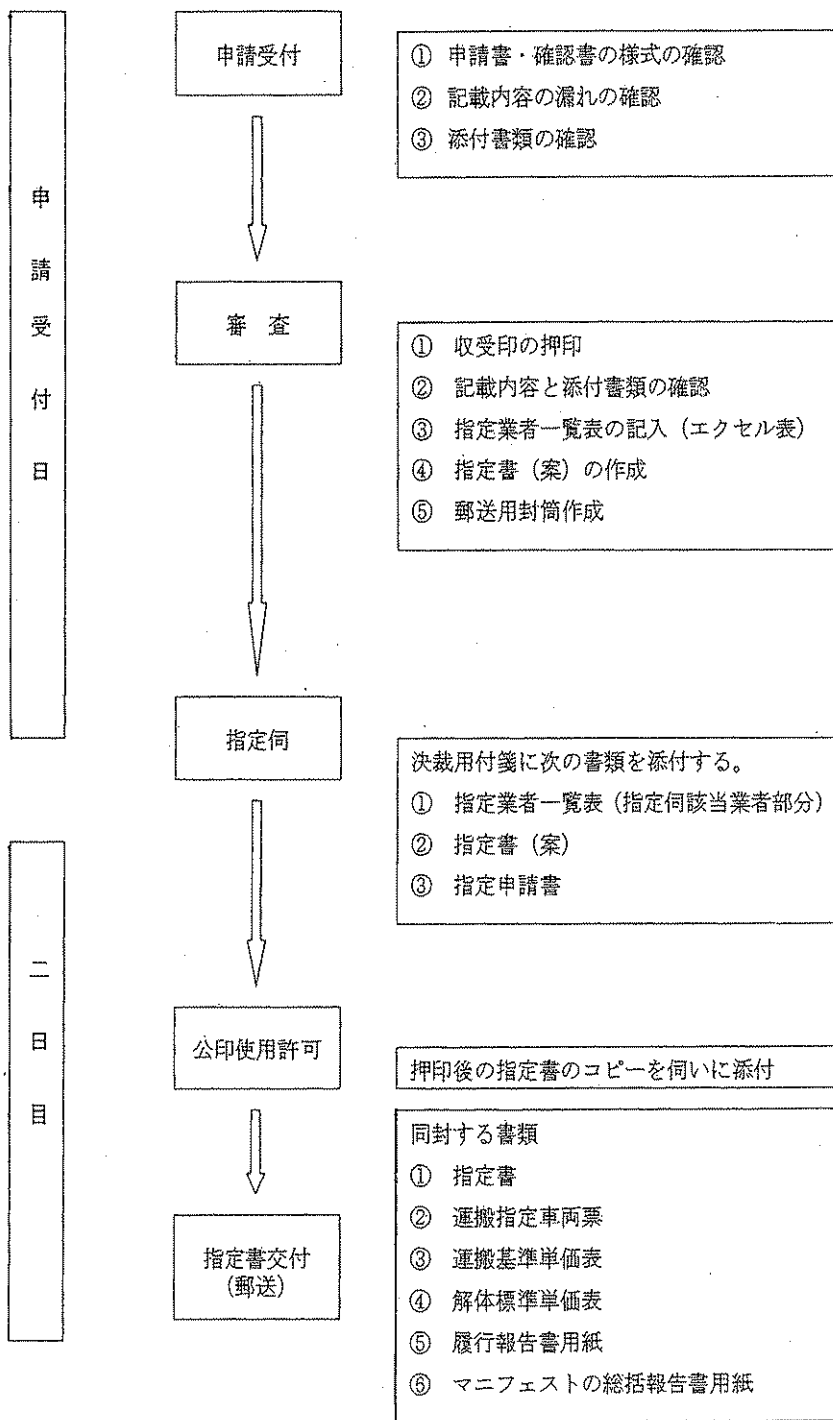 申請受付日
申請受付
① 申請書・確認書の様式の確認
② 記載内容の漏れの確認
③ 添付書類の確認
審　査
① 収受印の押印
② 記載内容と添付書類の確認
③ 指定業者一覧表の記入（エクセル表）
④ 指定書（案）の作成
⑤ 郵送用封筒作成
指定伺
決裁用付箋に次の書類を添付する。
① 指定業者一覧表（指定伺該当業者部分）
② 指定書（案）
③ 指定申請書
二日目
公印使用許可
押印後の指定書のコピーを伺いに添付
指定書交付
（郵送）
同封する書類
① 指定書
② 運搬指定車両票
③ 運搬基準単価表
④ 解体標準単価表
⑤ 履行報告書用紙
⑥ マニフェストの総括報告書用紙